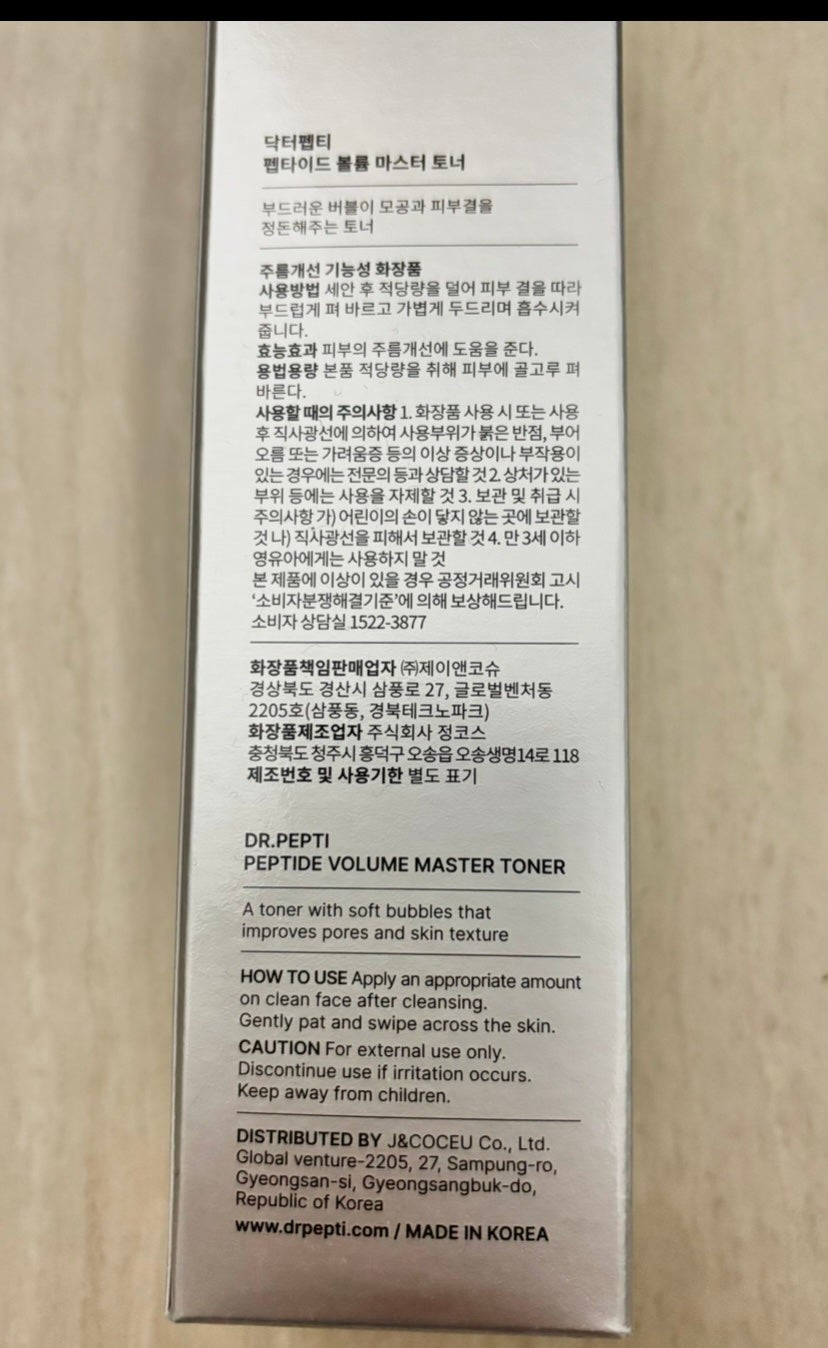 닥터펩티
펩타이드 볼륨 마스터 토너
부드러운 버블이 모공과 피부결을
정돈해주는 토너
주름개선 기능성 화장품
사용방법 세안 후 적당량을 덜어 피부 결을 따라
부드럽게 펴 바르고 가볍게 두드리며 흡수시켜
줍니다.
효능효과 피부의 주름개선에 도움을 준다.
용법용량 본품 적당량을 취해 피부에 골고루 펴
바른다.
사용할 때의 주의사항 1. 화장품 사용 시 또는 사용
후 직사광선에 의하여 사용부위가 붉은 반점, 부어
오름 또는 가려움증 등의 이상 증상이나 부작용이
있는 경우에는 전문의 등과 상담할 것 2. 상처가 있는
부위 등에는 사용을 자제할 것 3. 보관 및 취급 시
주의사항 가) 어린이의 손이 닿지 않는 곳에 보관할
것 나) 직사광선을 피해서 보관할 것 4. 만 3세 이하
영유아에게는 사용하지 말 것
본 제품에 이상이 있을 경우 공정거래위원회 고시
‘소비자분쟁해결기준’에 의해 보상해드립니다.
소비자 상담실 1522-3877
화장품책임판매업자 ㈜제이앤코슈
경상북도 경산시 삼풍로 27, 글로벌벤처동
2205호(삼풍동, 경북테크노파크)
화장품제조업자 주식회사 정코스
충청북도 청주시 흥덕구 오송읍 오송생명14로 118
제조번호 및 사용기한 별도 표기
DR.PEPTI
PEPTIDE VOLUME MASTER TONER
A toner with soft bubbles that
improves pores and skin texture
HOW TO USE Apply an appropriate amount
on clean face after cleansing.
Gently pat and swipe across the skin.
CAUTION For external use only.
Discontinue use if irritation occurs.
Keep away from children.
DISTRIBUTED BY J&COCEU Co., Ltd.
Global venture-2205, 27, Sampung-ro,
Gyeongsan-si, Gyeongsangbuk-do,
Republic of Korea
www.drpepti.com / MADE IN KOREA